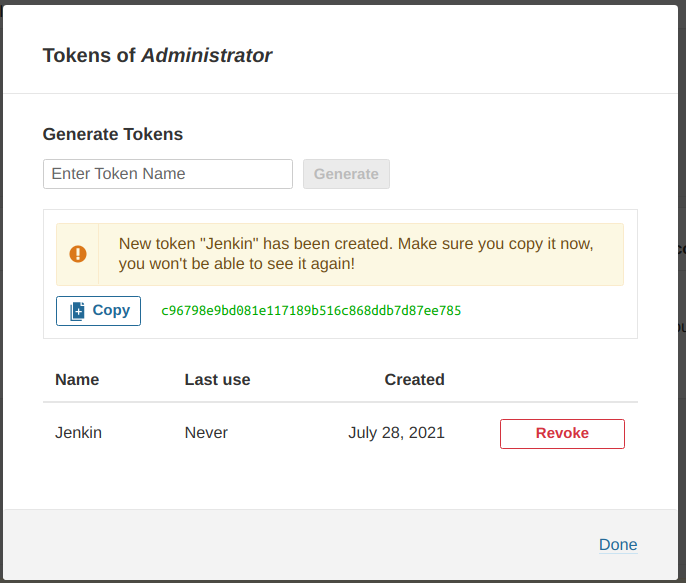 Tokens of Administrator
Generate Tokens
Enter Token Name
Generate
New token "Jenkin" has been created. Make sure you copy it now,
you won't be able to see it again!
Copy c96798e9bd081e117189b516c868ddb7d87ee785
Name Last use Created
Jenkin Never July 28, 2021 Revoke
Done